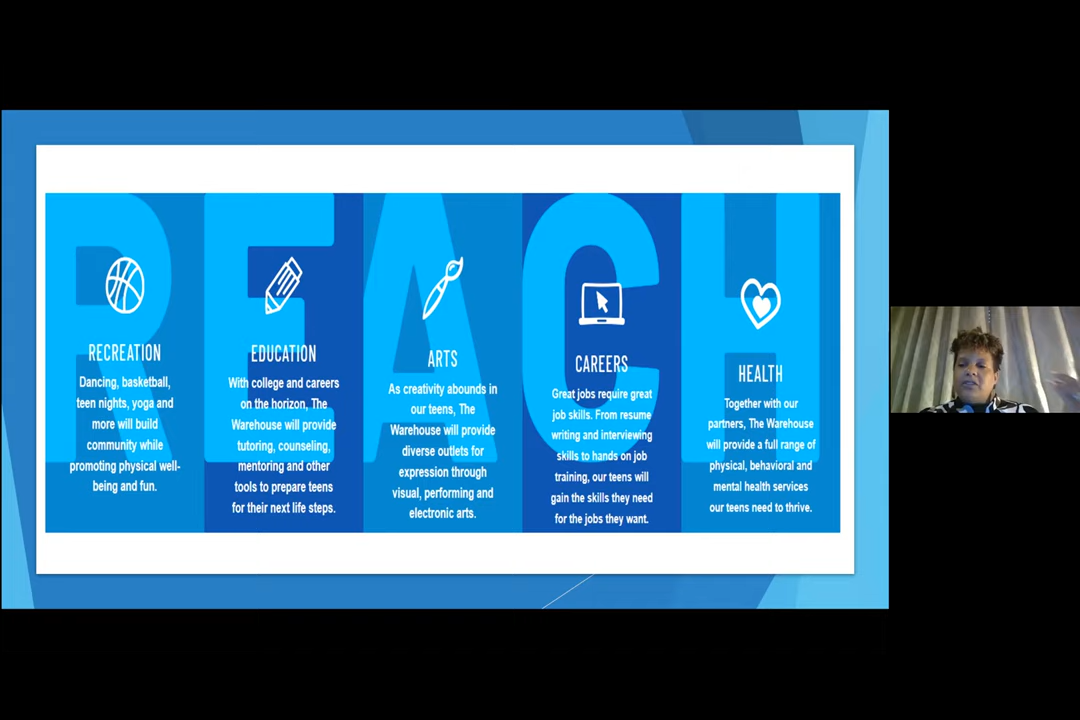 REACH
RECREATION
Dancing, basketball,
teen nights, yoga and
more will build
community while
promoting physical well-
being and fun.
EDUCATION
With college and careers
on the horizon, The
Warehouse will provide
tutoring, counseling,
mentoring and other
tools to prepare teens
for their next life steps.
ARTS
As creativity abounds in
our teens, The
Warehouse will provide
diverse outlets for
expression through
visual, performing and
electronic arts.
CAREERS
Great jobs require great
job skills. From resume
writing and interviewing
skills to hands on job
training, our teens will
gain the skills they need
for the jobs they want.
HEALTH
Together with our
partners, The Warehouse
will provide a full range of
physical, behavioral and
mental health services
our teens need to thrive.